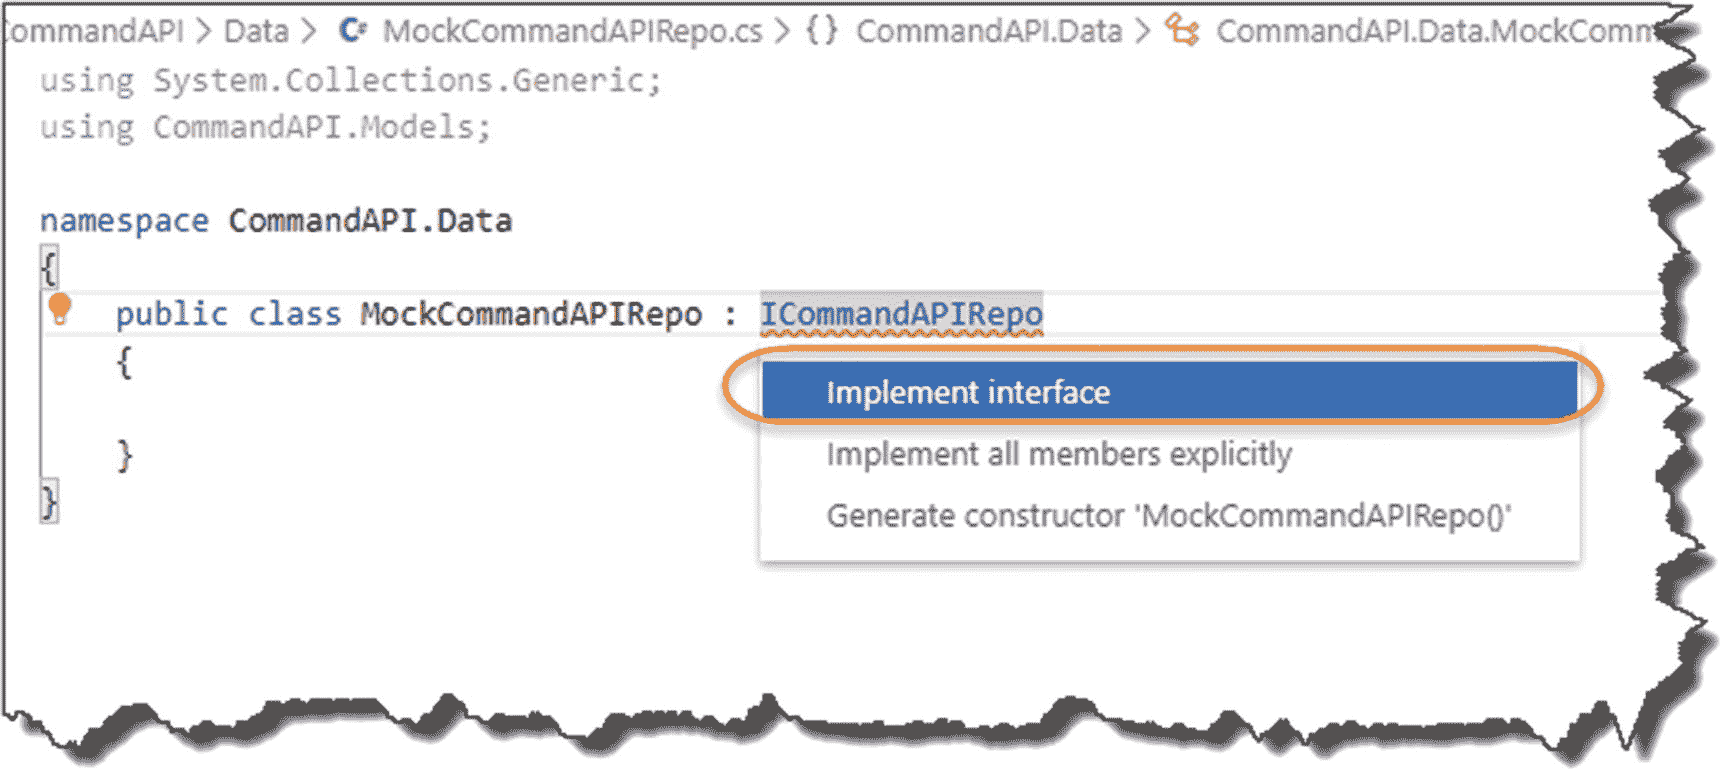 ommandAPI > Data > C# MockCommandAPIRepo.cs > {} CommandAPI.Data > CommandAPI.Data.MockComm
using System.Collections.Generic;
using CommandAPI.Models;
namespace CommandAPI.Data
{
public class MockCommandAPIRepo : ICommandAPIRepo
{
Implement interface
Implement all members explicitly
}
Generate constructor 'MockCommandAPIRepo()'
}